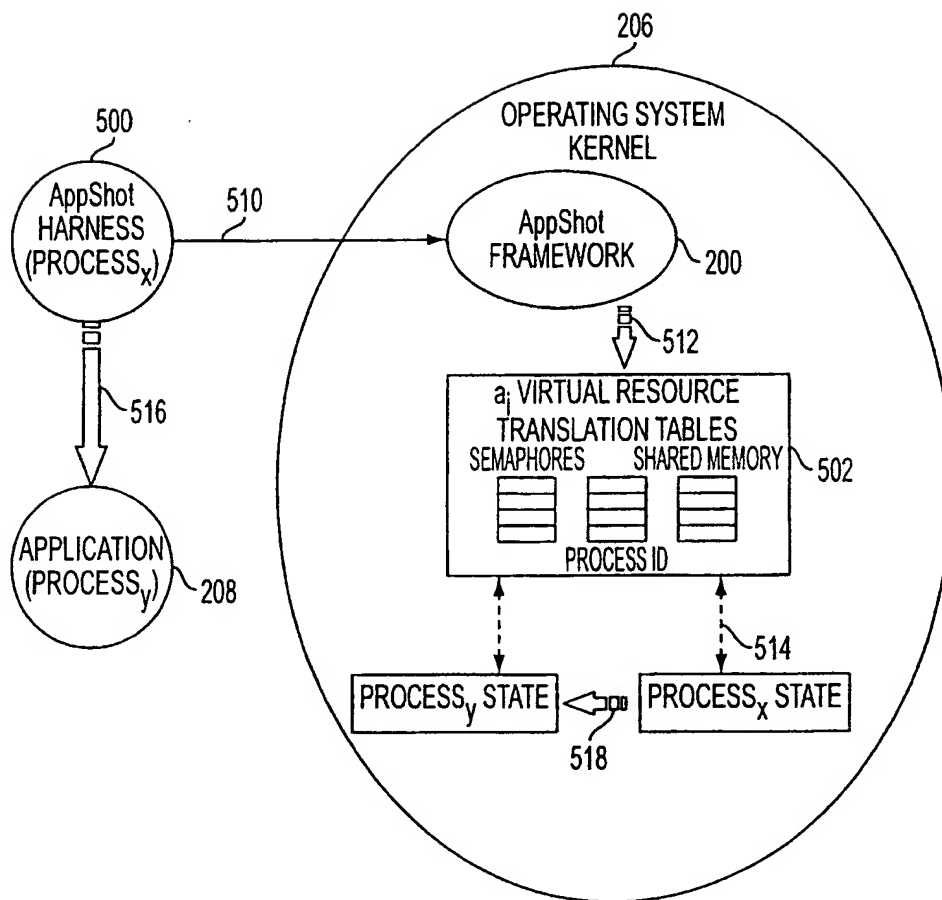 206
OPERATING SYSTEM
KERNEL
500
AppShot
HARNESS
(PROCESSx)
510
AppShot
FRAMEWORK
200
512
516
ai VIRTUAL RESOURCE
TRANSLATION TABLES
SEMAPHORES SHARED MEMORY
502
PROCESS ID
APPLICATION
(PROCESSy)
208
514
PROCESSy STATE
PROCESSx STATE
518